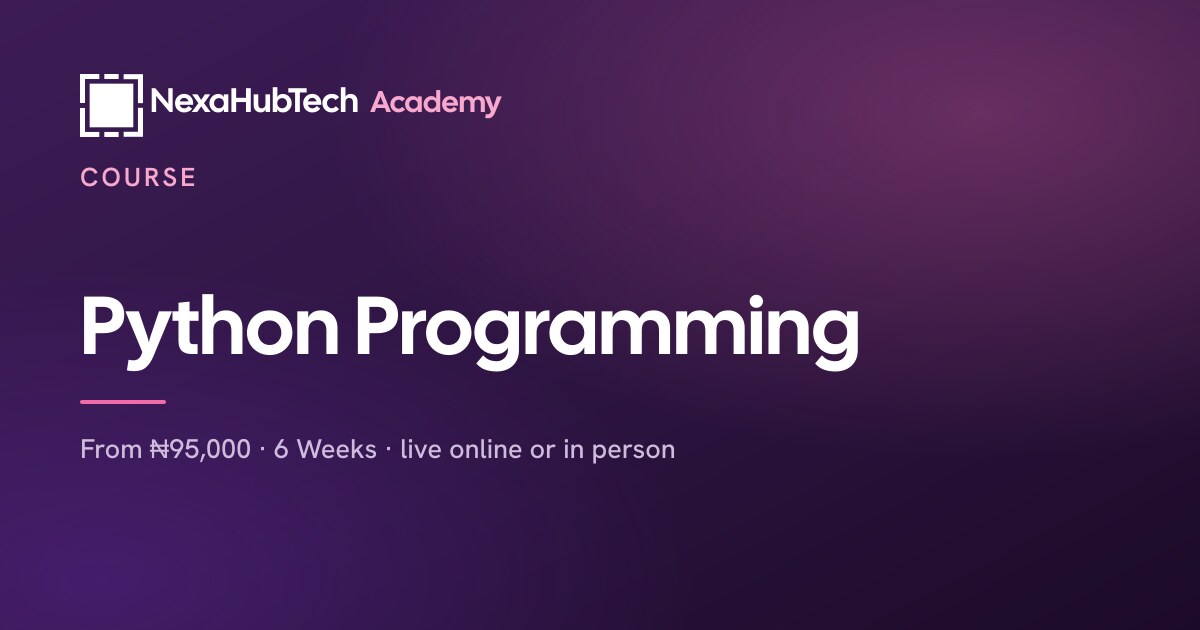 NexaHubTech Academy
COURSE
Python Programming
From ₦95,000 · 6 Weeks · live online or in person